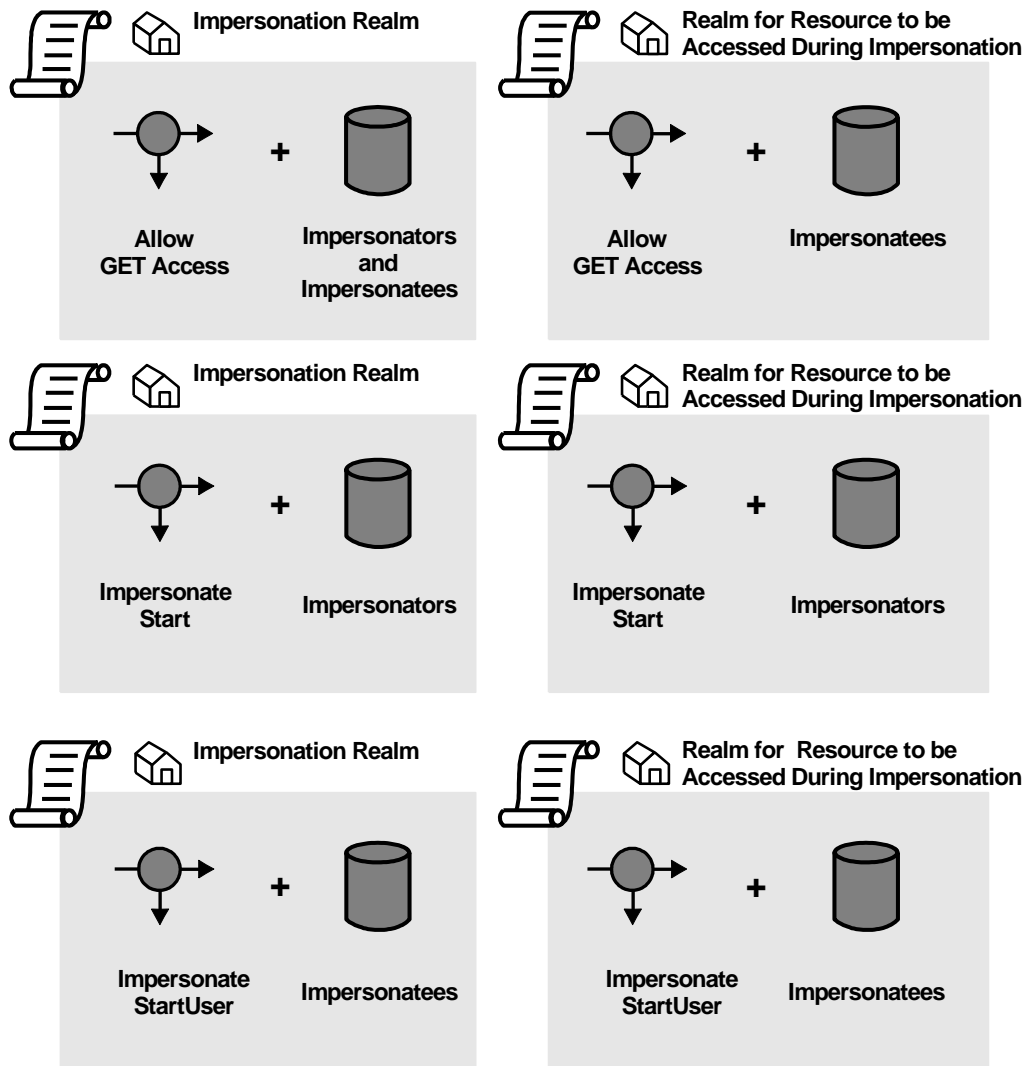 Impersonation Realm
Realm for Resource to be
Accessed During Impersonation
+
Allow
GET Access
Impersonators
and
Impersonatees
+
Allow
GET Access
Impersonatees
Impersonation Realm
Realm for Resource to be
Accessed During Impersonation
+
Impersonate
Start
Impersonators
+
Impersonate
Start
Impersonators
Impersonation Realm
Realm for  Resource to be
Accessed During Impersonation
+
Impersonate
StartUser
Impersonatees
+
Impersonate
StartUser
Impersonatees